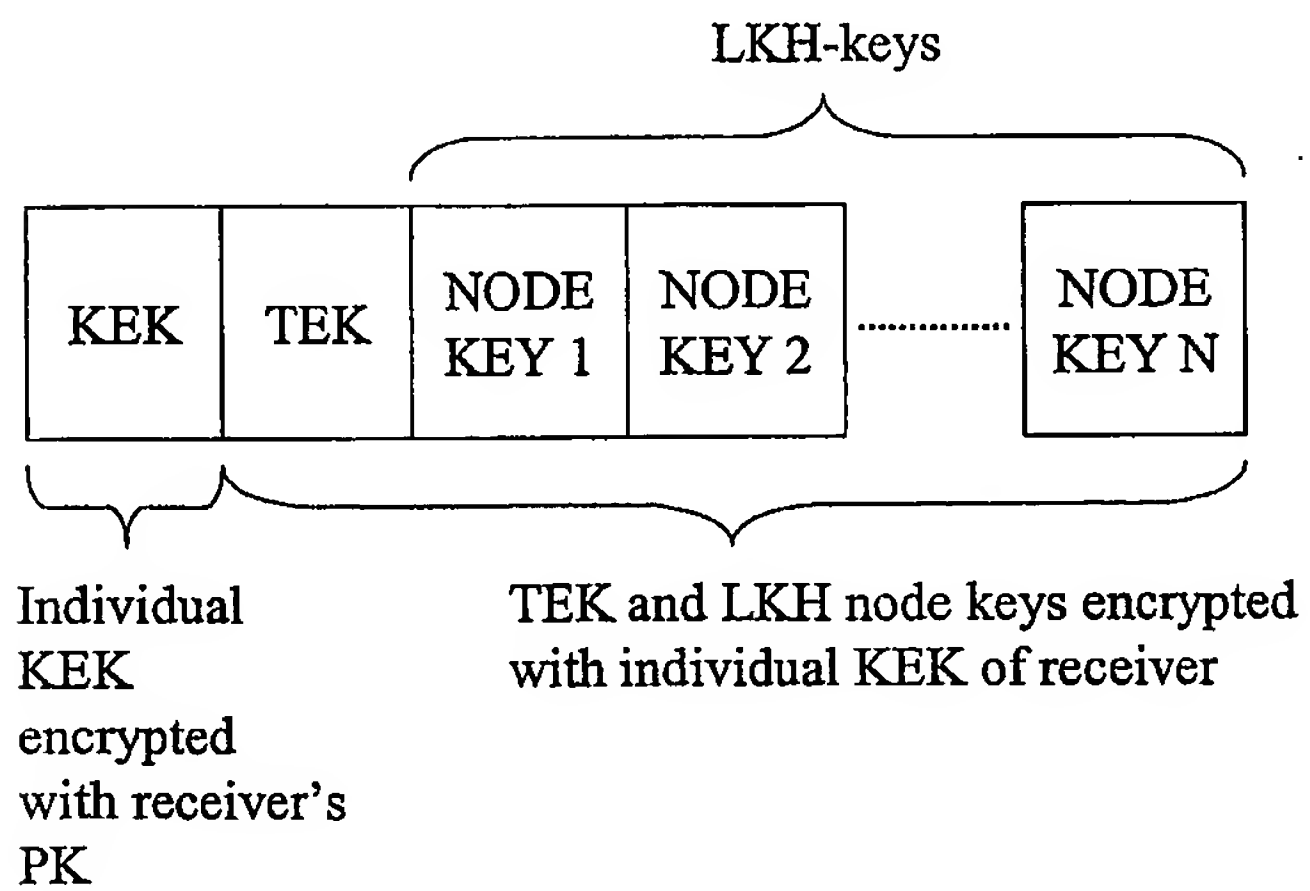 LKH-keys
KEK
TEK
NODE
KEY 1
NODE
KEY 2
NODE
KEY N
Individual
KEK
encrypted
with receiver's
PK
TEK and LKH node keys encrypted
with individual KEK of receiver